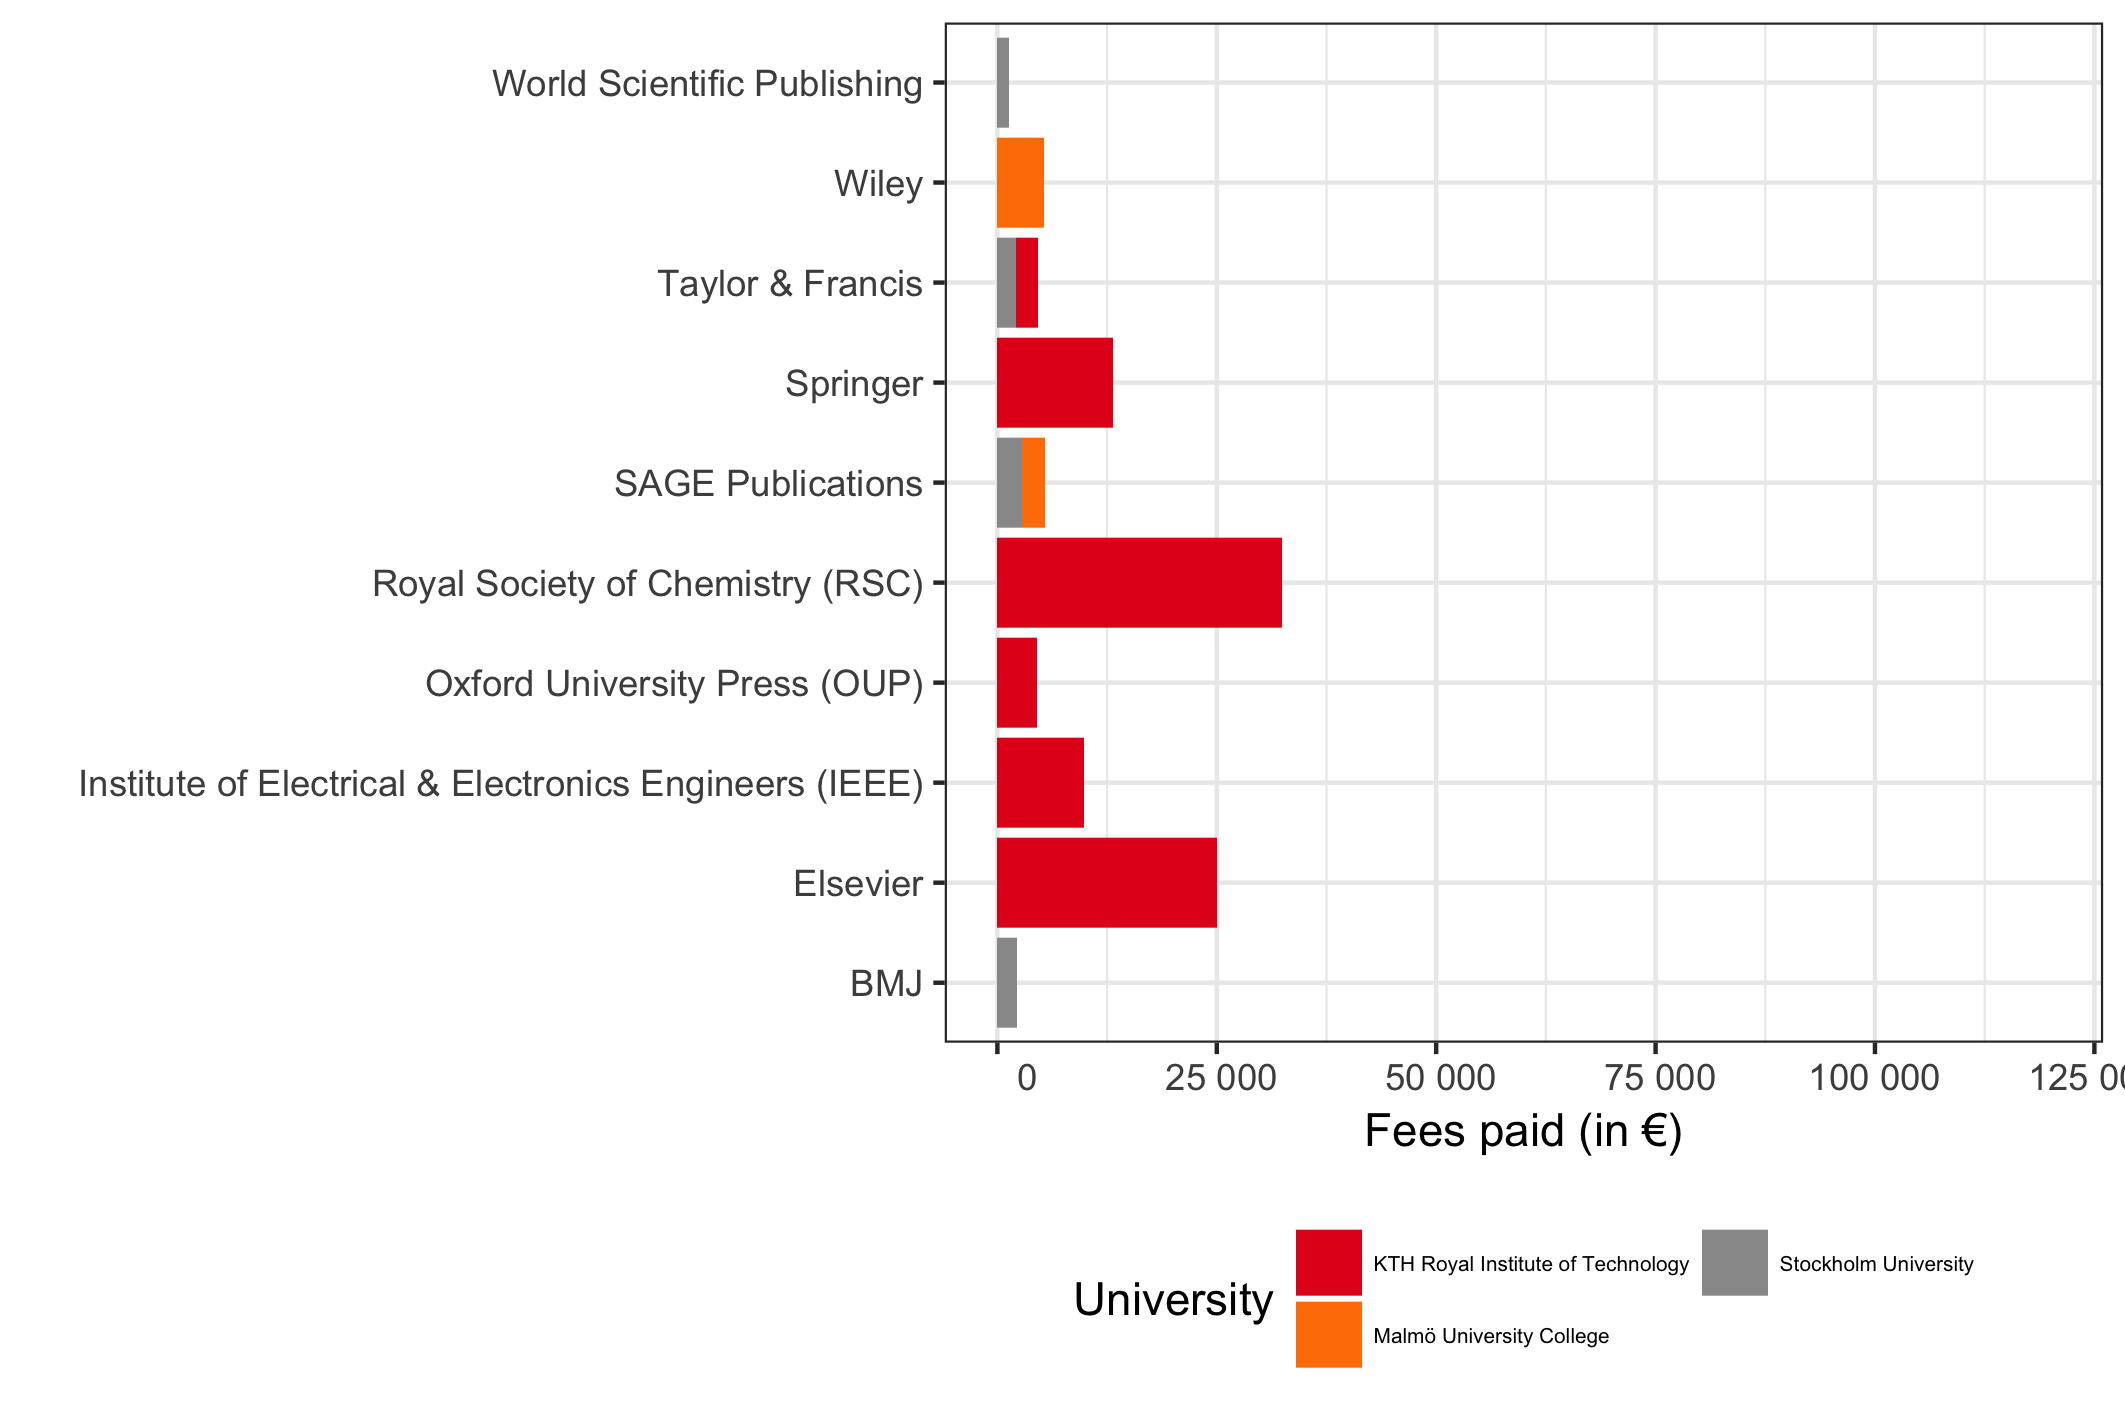 World Scientific Publishing
Wiley
Taylor & Francis
Springer
SAGE Publications
Royal Society of Chemistry (RSC)
Oxford University Press (OUP)
Institute of Electrical & Electronics Engineers (IEEE)
Elsevier
BMJ
0 25 000 50 000 75 000 100 000 125 00
Fees paid (in €)
University
KTH Royal Institute of Technology
Stockholm University
Malmö University College